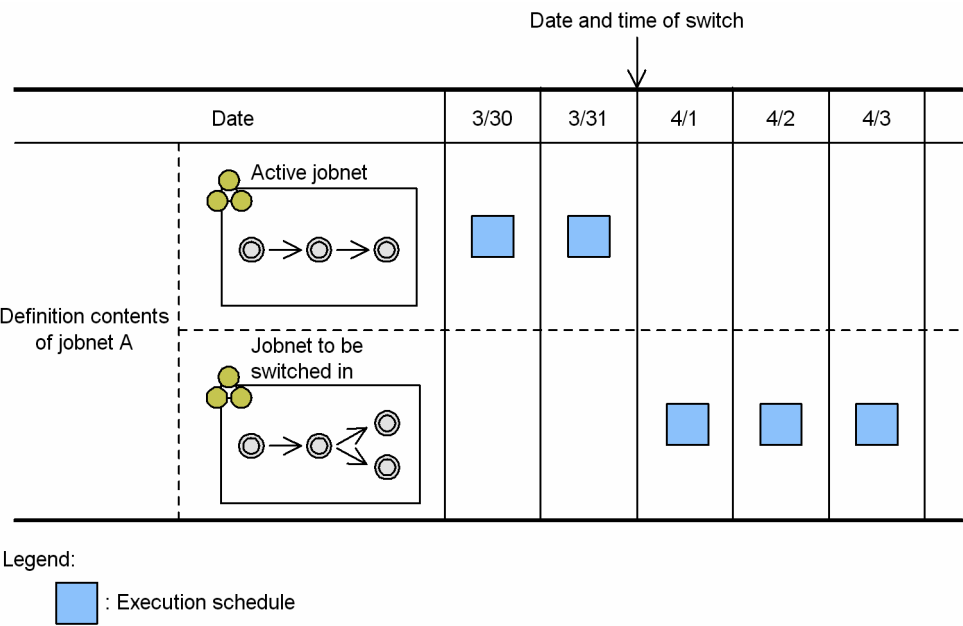 Date and time of switch
Date
3/30
3/31
4/1
4/2
4/3
Active jobnet
Definition contents
of jobnet A
Jobnet to be
switched in
Legend:
: Execution schedule